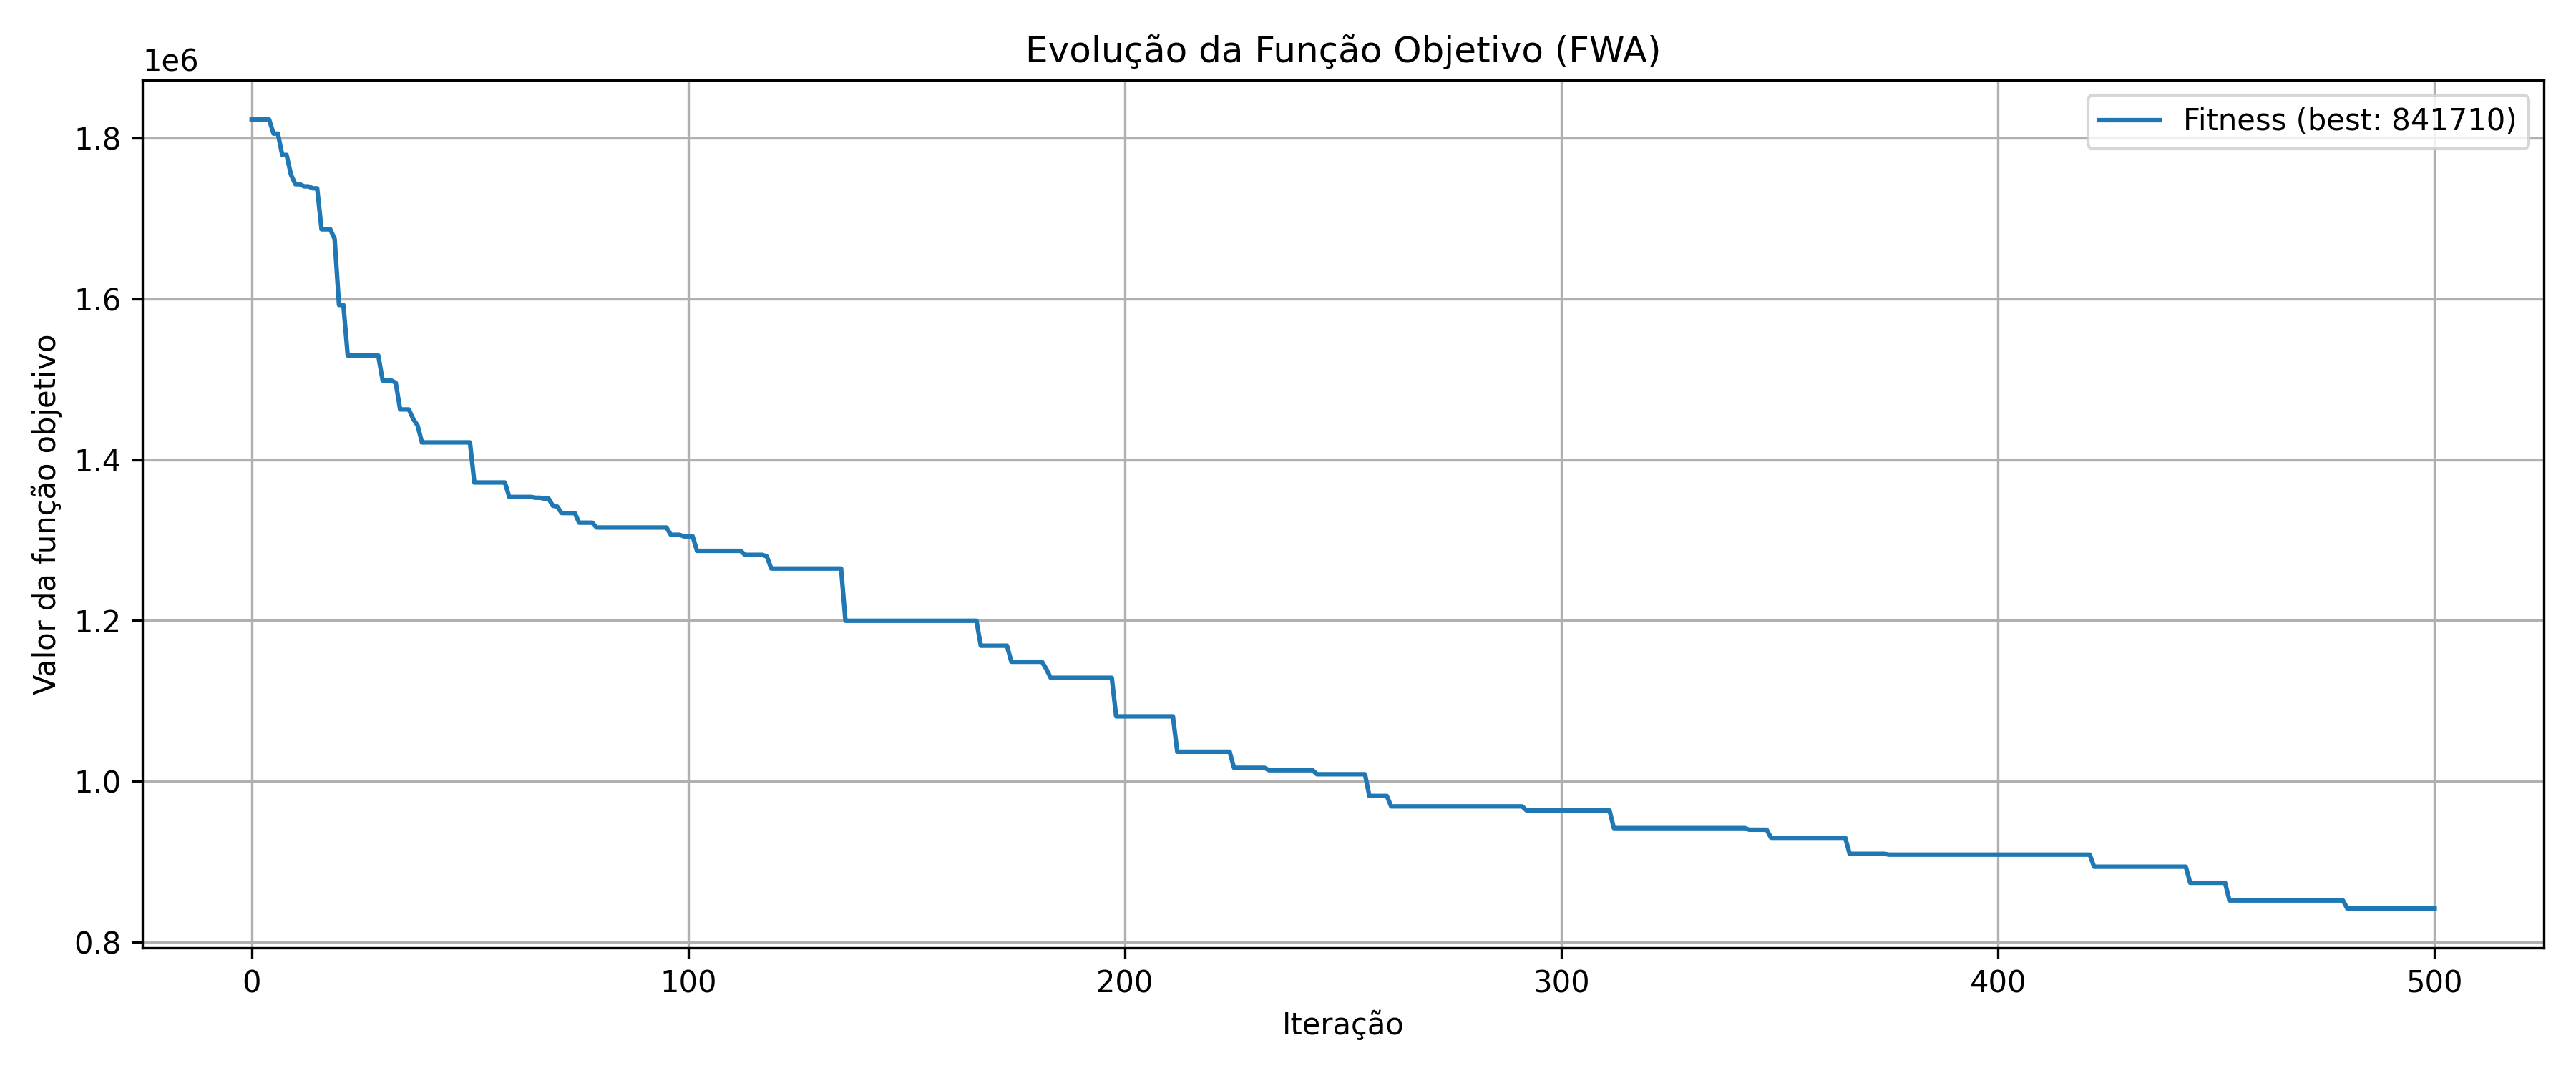 Evolução da Função Objetivo (FWA)
1e6
Fitness (best: 841710)
1.8
1.6
1.4
1.2
1.0
0.8
Valor da função objetivo
0
100
200
300
400
500
Iteração